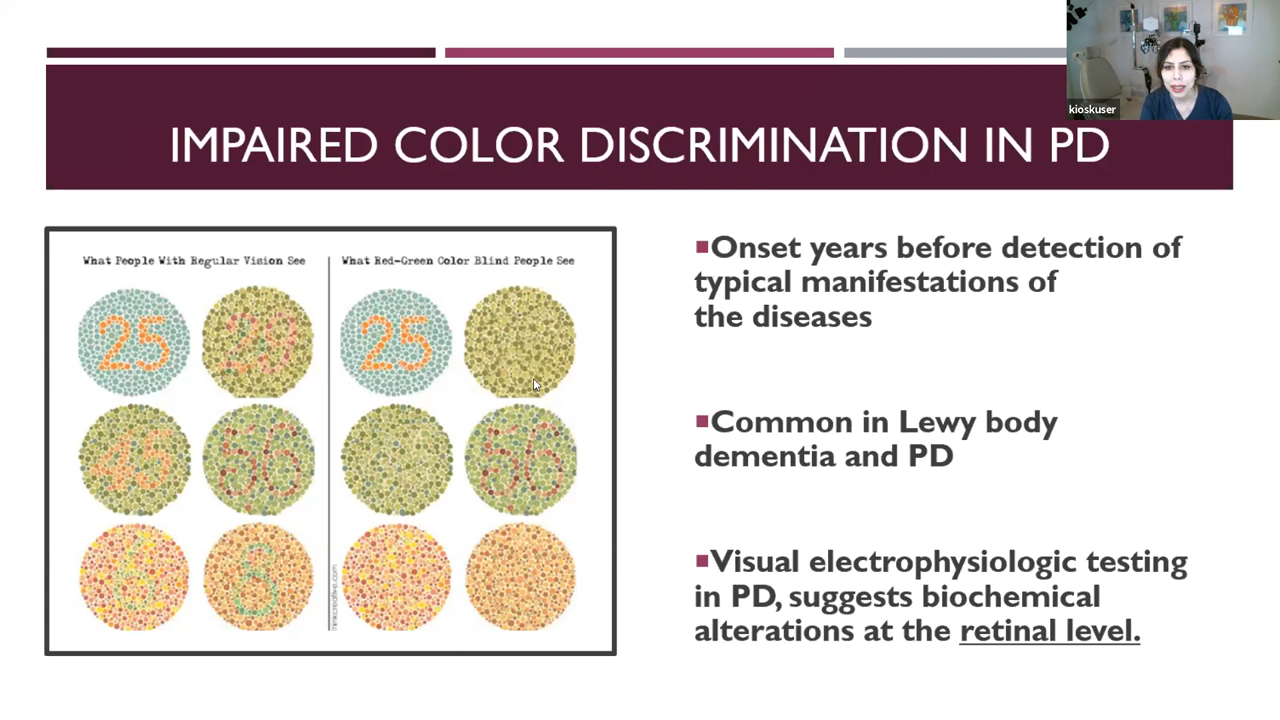 kioskuser
IMPAIRED COLOR DISCRIMINATION IN PD
What People With Regular Vision See
What Red-Green Color Blind People See
25
29
25
45
56
56
6
8
thinkcreative.com
▪Onset years before detection of
typical manifestations of
the diseases
▪Common in Lewy body
dementia and PD
▪Visual electrophysiologic testing
in PD, suggests biochemical
alterations at the retinal level.